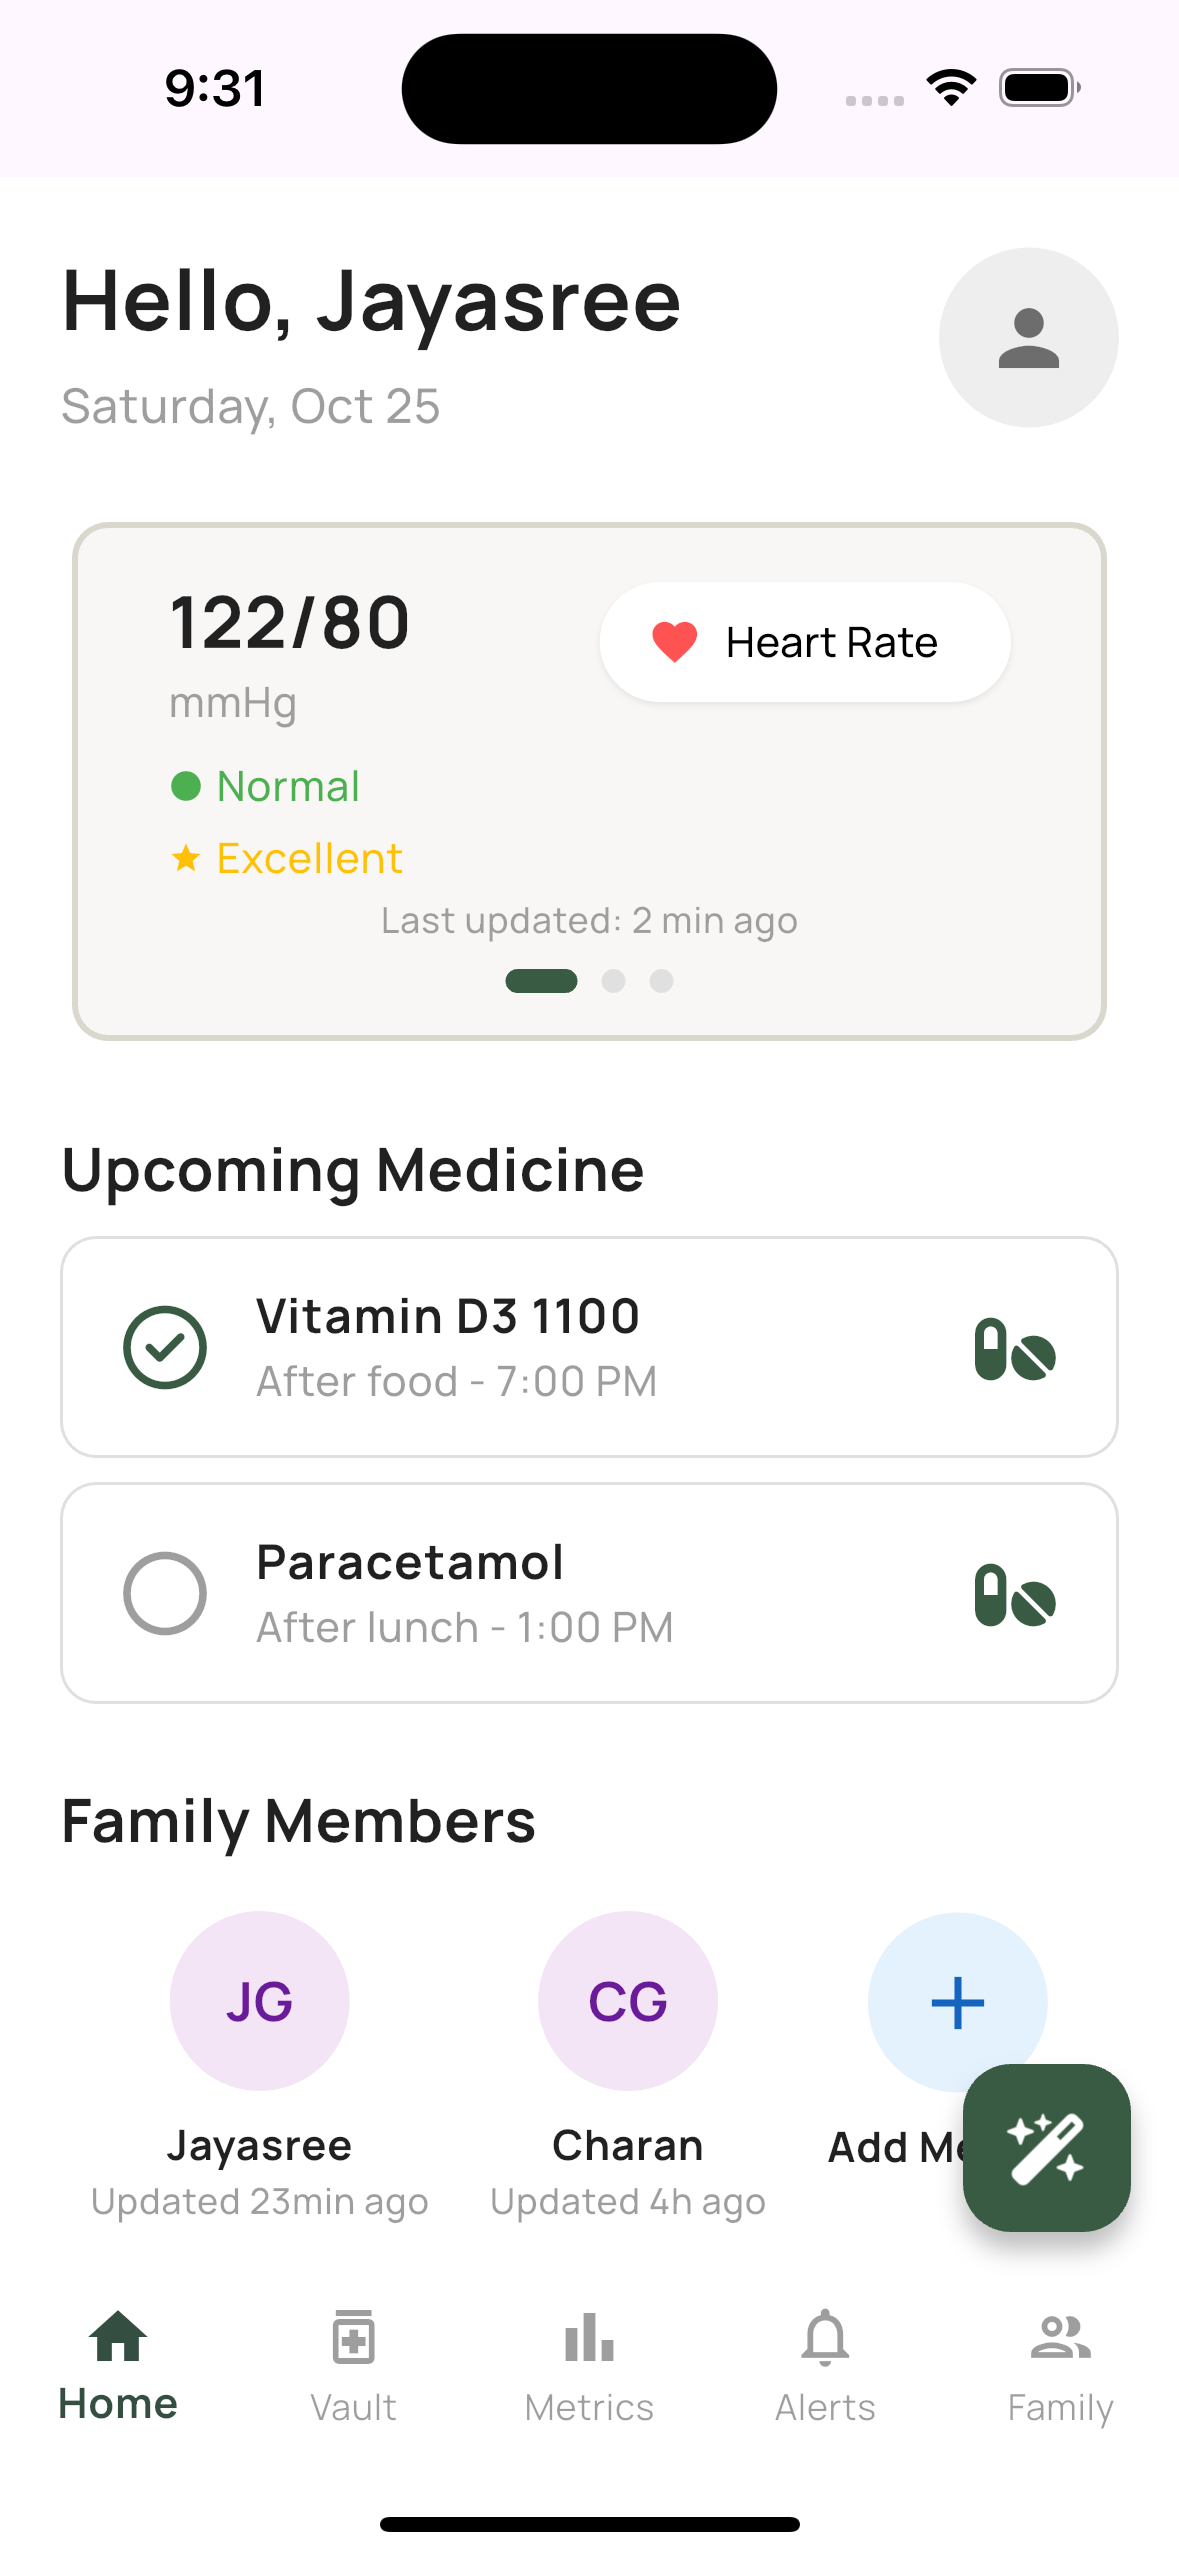 9:31
Hello, Jayasree
Saturday, Oct 25
122/80
Heart Rate
mmHg
Normal
Excellent
Last updated: 2 min ago
Upcoming Medicine
Vitamin D3 1100
After food - 7:00 PM
Paracetamol
After lunch - 1:00 PM
Family Members
JG
CG
Jayasree
Charan
Add
Updated 23min ago
Updated 4h ago
Home
Vault
Metrics
Alerts
Family